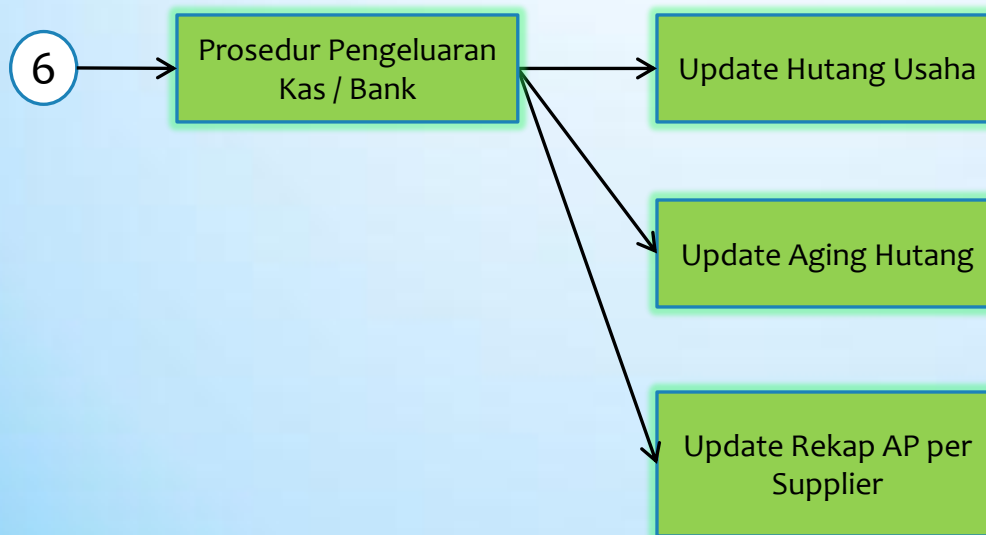 6
Prosedur Pengeluaran
Kas / Bank
Update Hutang Usaha
Update Aging Hutang
Update Rekap AP per
Supplier